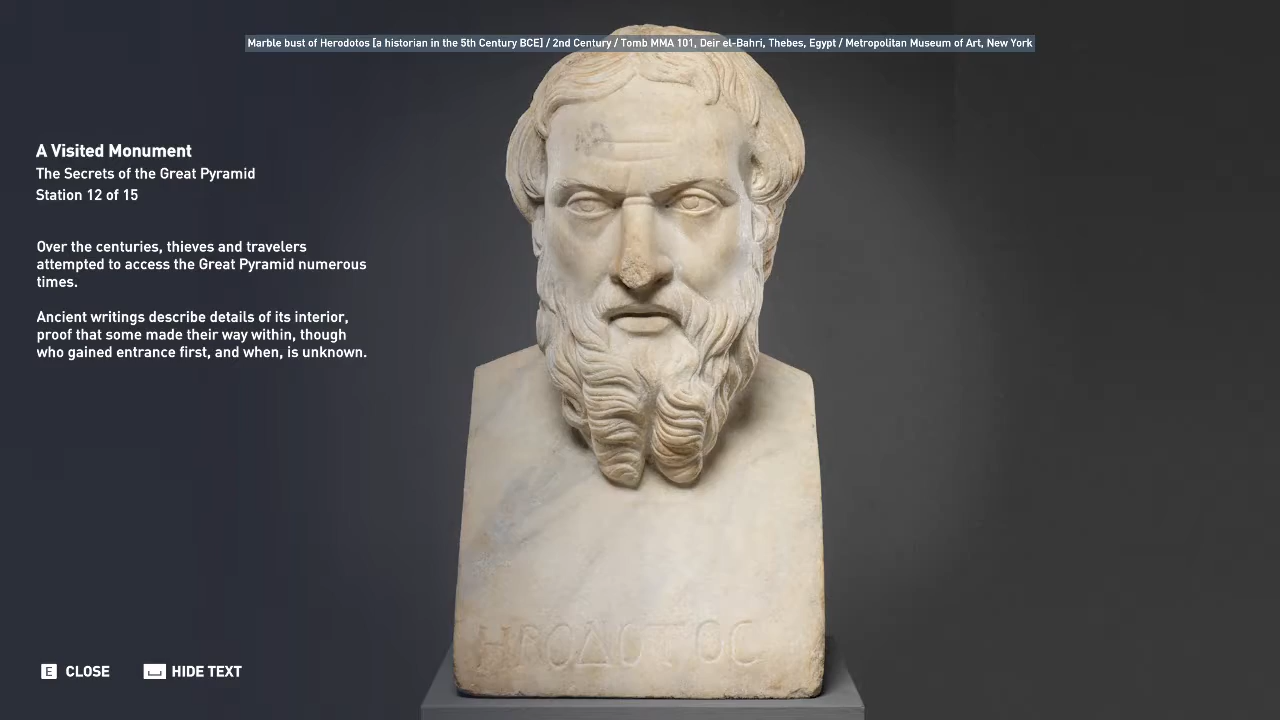 Marble bust of Herodotos [a historian in the 5th Century BCE] / 2nd Century / Tomb MMA 101, Deir el-Bahri, Thebes, Egypt / Metropolitan Museum of Art, New York
A Visited Monument
The Secrets of the Great Pyramid
Station 12 of 15
Over the centuries, thieves and travelers
attempted to access the Great Pyramid numerous
times.
Ancient writings describe details of its interior,
proof that some made their way within, though
who gained entrance first, and when, is unknown.
ΗΡΟΔΟΤΟC
E CLOSE
HIDE TEXT